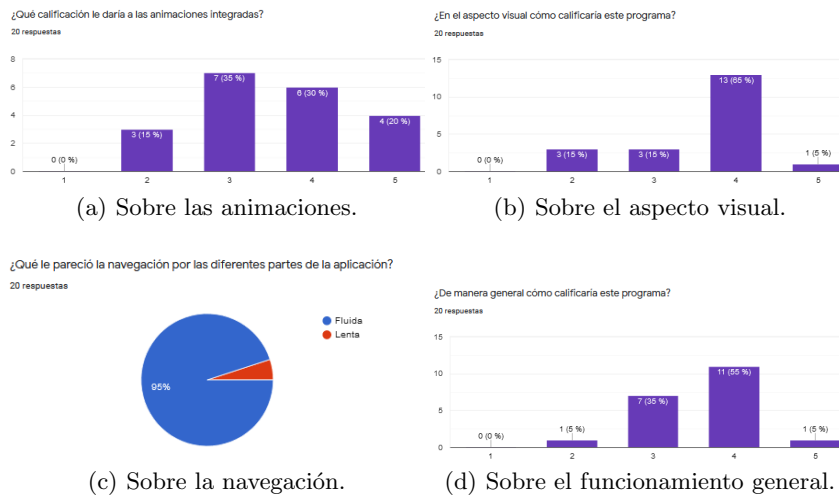 ¿Qué calificación le daría a las animaciones integradas?
20 respuestas
8
6
4
2
0
0 (0 %)
3 (15 %)
7 (35 %)
6 (30 %)
4 (20 %)
1 2 3 4 5
(a) Sobre las animaciones.
¿En el aspecto visual cómo calificaría este programa?
20 respuestas
15
10
5
0
0 (0 %)
3 (15 %)
3 (15 %)
13 (65 %)
1 (5 %)
1 2 3 4 5
(b) Sobre el aspecto visual.
¿Qué le pareció la navegación por las diferentes partes de la aplicación?
20 respuestas
Fluida
Lenta
95%
(c) Sobre la navegación.
¿De manera general cómo calificaría este programa?
20 respuestas
15
10
5
0
0 (0 %)
1 (5 %)
7 (35 %)
11 (55 %)
1 (5 %)
1 2 3 4 5
(d) Sobre el funcionamiento general.